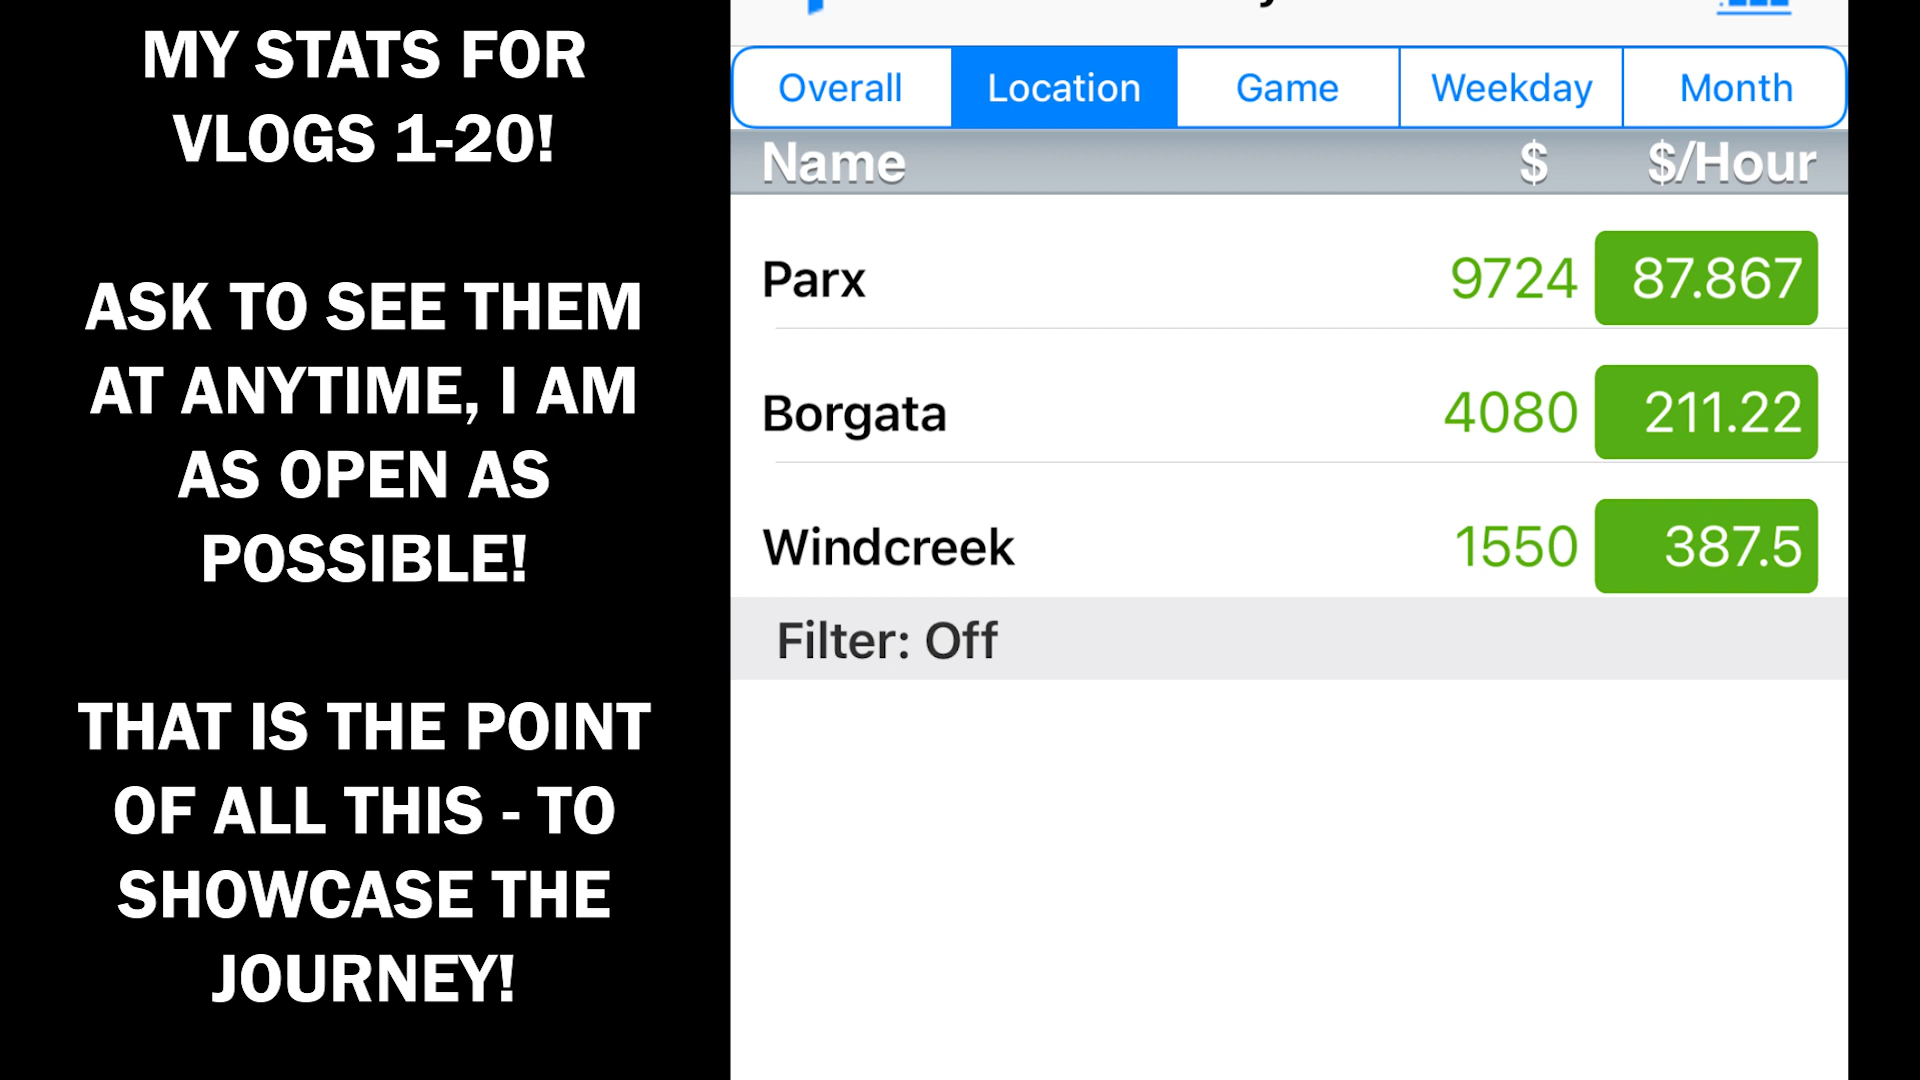 MY STATS FOR
VLOGS 1-20!
ASK TO SEE THEM
AT ANYTIME, I AM
AS OPEN AS
POSSIBLE!
THAT IS THE POINT
OF ALL THIS - TO
SHOWCASE THE
JOURNEY!
Overall Location Game Weekday Month
Name $ $/Hour
Parx 9724 87.867
Borgata 4080 211.22
Windcreek 1550 387.5
Filter: Off